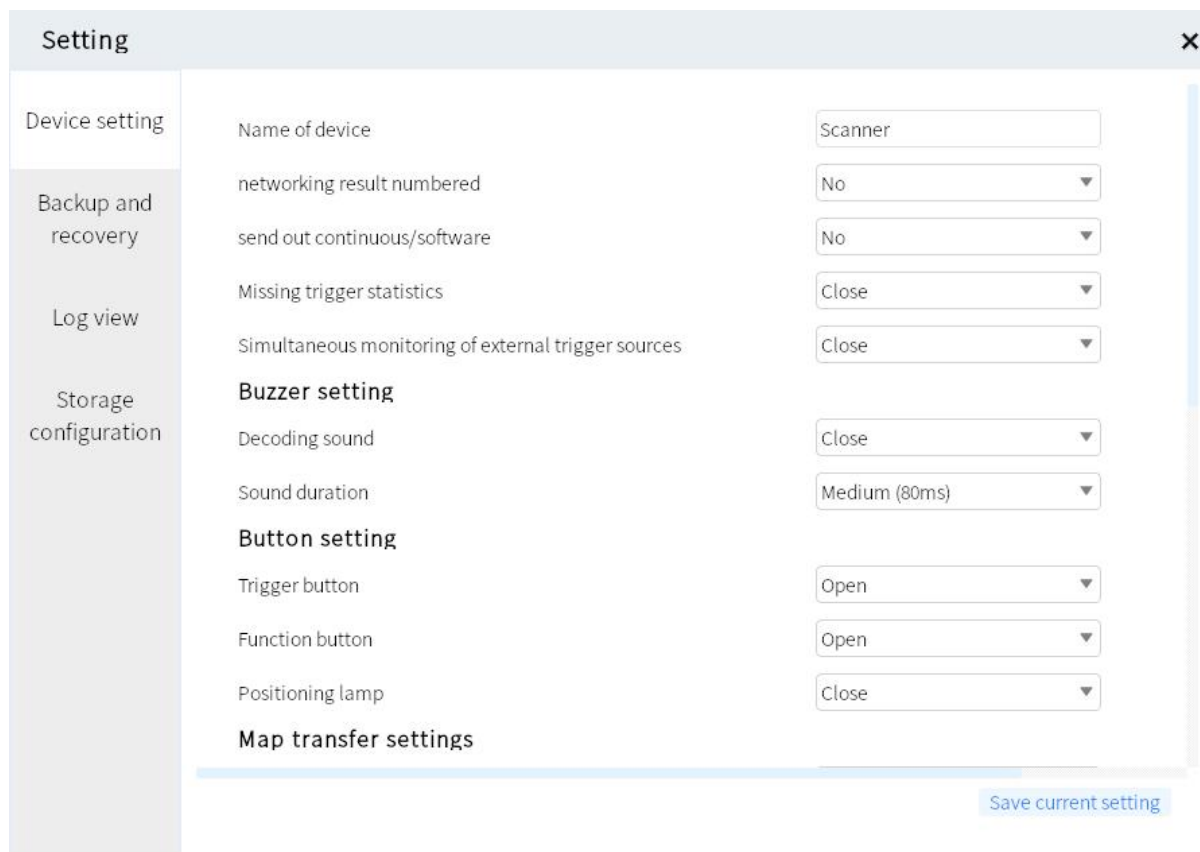 Setting
Device setting
Backup and
recovery
Log view
Storage
configuration
Name of device
Scanner
networking result numbered
No
send out continuous/software
No
Missing trigger statistics
Close
Simultaneous monitoring of external trigger sources
Close
Buzzer setting
Decoding sound
Close
Sound duration
Medium (80ms)
Button setting
Trigger button
Open
Function button
Open
Positioning lamp
Close
Map transfer settings
Save current setting